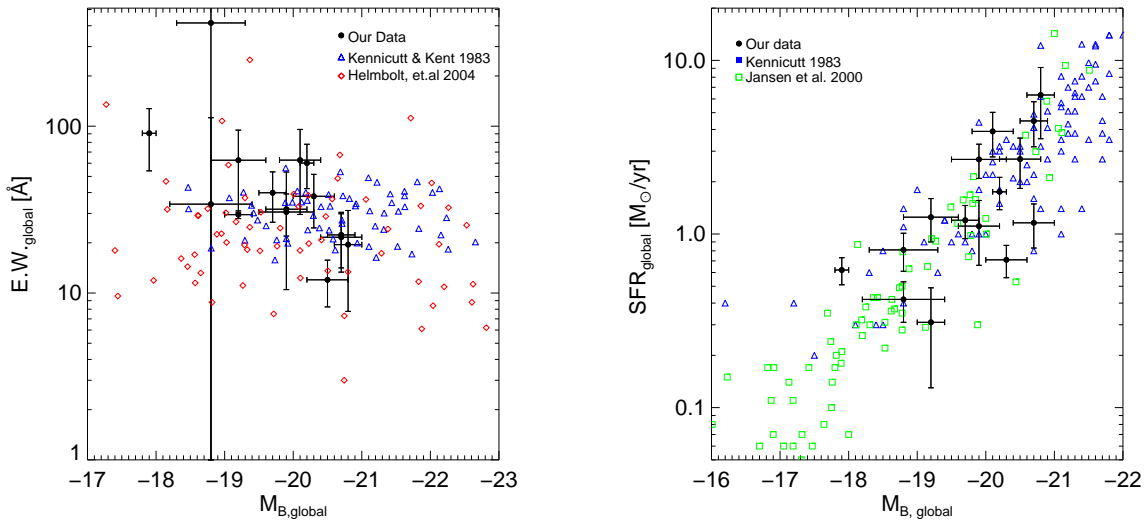 Our Data
Kennicutt & Kent 1983
Helmbolt, et.al 2004
E.W.global [Å]
100
10
1
−17 −18 −19 −20 −21 −22 −23
MB,global
Our data
Kennicutt 1983
Jansen et al. 2000
SFRglobal [M⊙/yr]
10.0
1.0
0.1
−16 −17 −18 −19 −20 −21 −22
MB, global